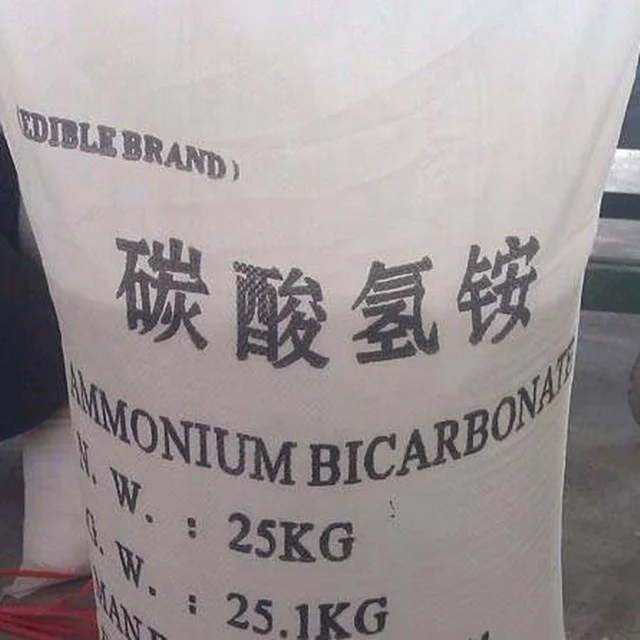 (EDIBLE BRAND)
碳酸氢铵
AMMONIUM BICARBONATE
N. W. : 25KG
G. W. : 25.1KG